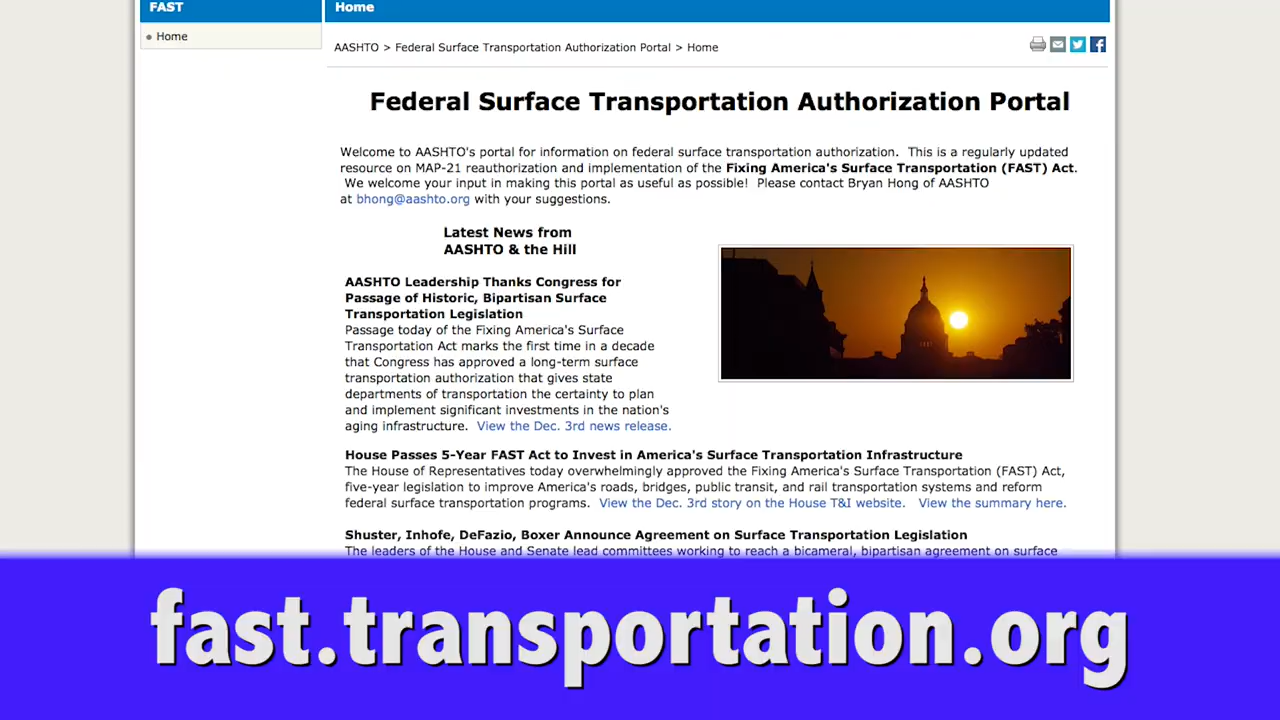 FAST
Home
Home
AASHTO > Federal Surface Transportation Authorization Portal > Home
Federal Surface Transportation Authorization Portal
Welcome to AASHTO's portal for information on federal surface transportation authorization.  This is a regularly updated
resource on MAP-21 reauthorization and implementation of the Fixing America's Surface Transportation (FAST) Act.
We welcome your input in making this portal as useful as possible!  Please contact Bryan Hong of AASHTO
at bhong@aashto.org with your suggestions.
Latest News from
AASHTO & the Hill
AASHTO Leadership Thanks Congress for
Passage of Historic, Bipartisan Surface
Transportation Legislation
Passage today of the Fixing America's Surface
Transportation Act marks the first time in a decade
that Congress has approved a long-term surface
transportation authorization that gives state
departments of transportation the certainty to plan
and implement significant investments in the nation's
aging infrastructure.  View the Dec. 3rd news release.
House Passes 5-Year FAST Act to Invest in America's Surface Transportation Infrastructure
The House of Representatives today overwhelmingly approved the Fixing America's Surface Transportation (FAST) Act,
five-year legislation to improve America's roads, bridges, public transit, and rail transportation systems and reform
federal surface transportation programs.  View the Dec. 3rd story on the House T&I website.  View the summary here.
Shuster, Inhofe, DeFazio, Boxer Announce Agreement on Surface Transportation Legislation
The leaders of the House and Senate lead committees working to reach a bicameral, bipartisan agreement on surface
fast.transportation.org